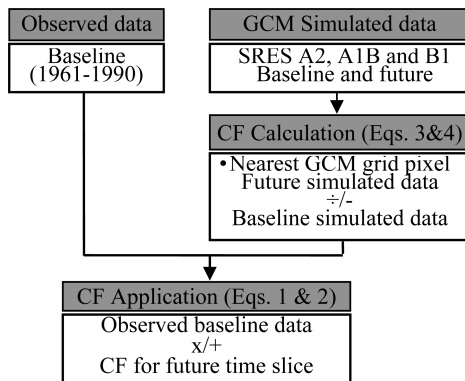 Observed data
Baseline
(1961-1990)
GCM Simulated data
SRES A2, A1B and B1
Baseline and future
CF Calculation (Eqs. 3&4)
•Nearest GCM grid pixel
Future simulated data
÷/-
Baseline simulated data
CF Application (Eqs. 1 & 2)
Observed baseline data
x/+
CF for future time slice